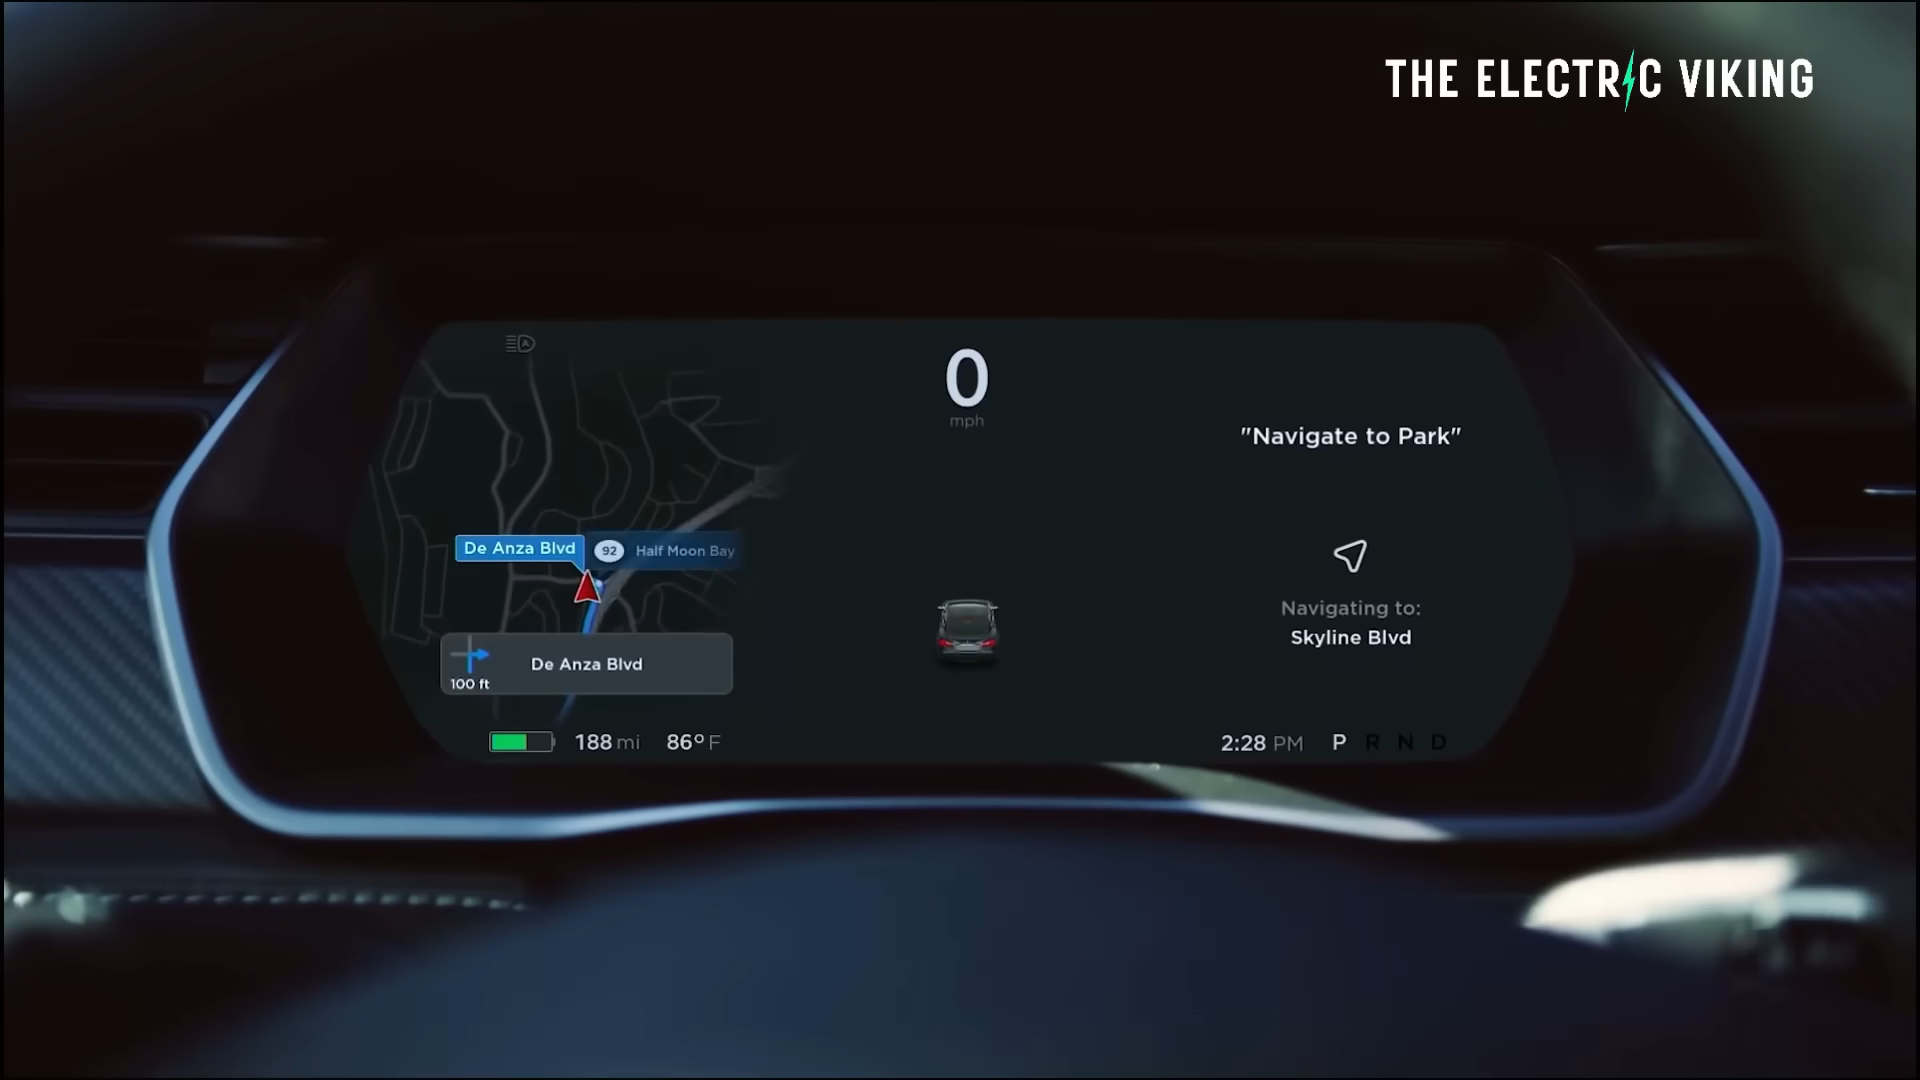 THE ELECTRIC VIKING
A
0
mph
"Navigate to Park"
De Anza Blvd
92 Half Moon Bay
Navigating to:
Skyline Blvd
De Anza Blvd
100 ft
188 mi 86° F
2:28 PM P R N D